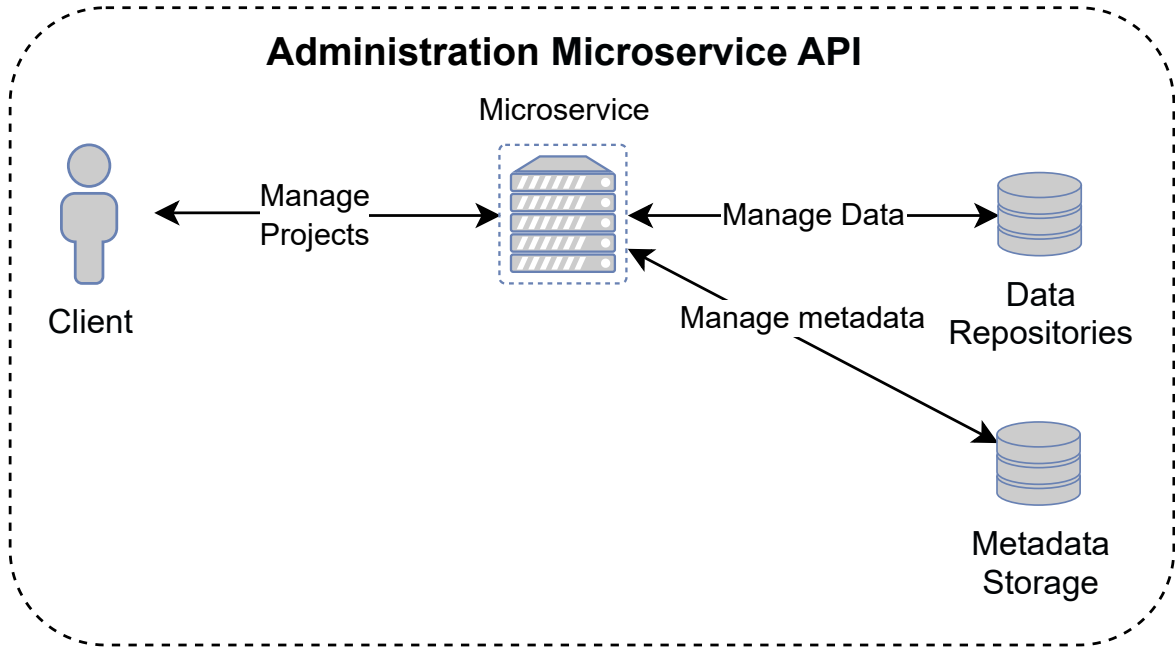 Administration Microservice API
Microservice
Manage
Projects
Client
Manage Data
Data
Repositories
Manage metadata
Metadata
Storage